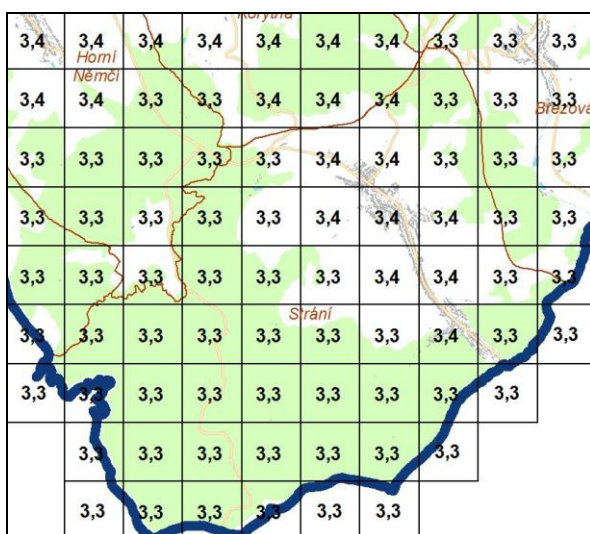 Korytná
3,4 3,4 3,4 3,4 3,4 3,4 3,4 3,3 3,3 3,3
Horní
Němčí
3,4 3,4 3,3 3,3 3,4 3,4 3,4 3,3 3,3 3,3
Březová
3,3 3,3 3,3 3,3 3,3 3,4 3,4 3,3 3,3 3,3
3,3 3,3 3,3 3,3 3,3 3,4 3,4 3,4 3,3 3,3
3,3 3,3 3,3 3,3 3,3 3,3 3,4 3,4 3,3 3,3
Strání
3,3 3,3 3,3 3,3 3,3 3,3 3,3 3,4 3,3 3,3
3,3 3,3 3,3 3,3 3,3 3,3 3,3 3,3 3,3
3,3 3,3 3,3 3,3 3,3 3,3 3,3
3,3 3,3 3,3 3,3 3,3 3,3